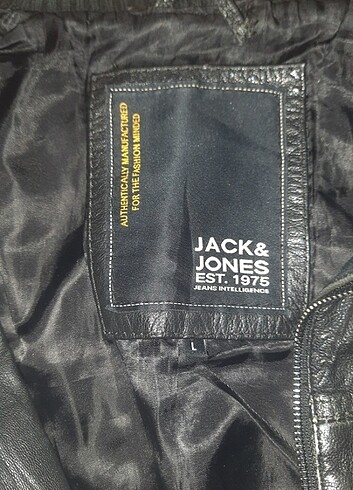 AUTHENTICALLY MANUFACTURED
FOR THE FASHION MINDED
JACK&
JONES
EST. 1975
JEANS INTELLIGENCE
L